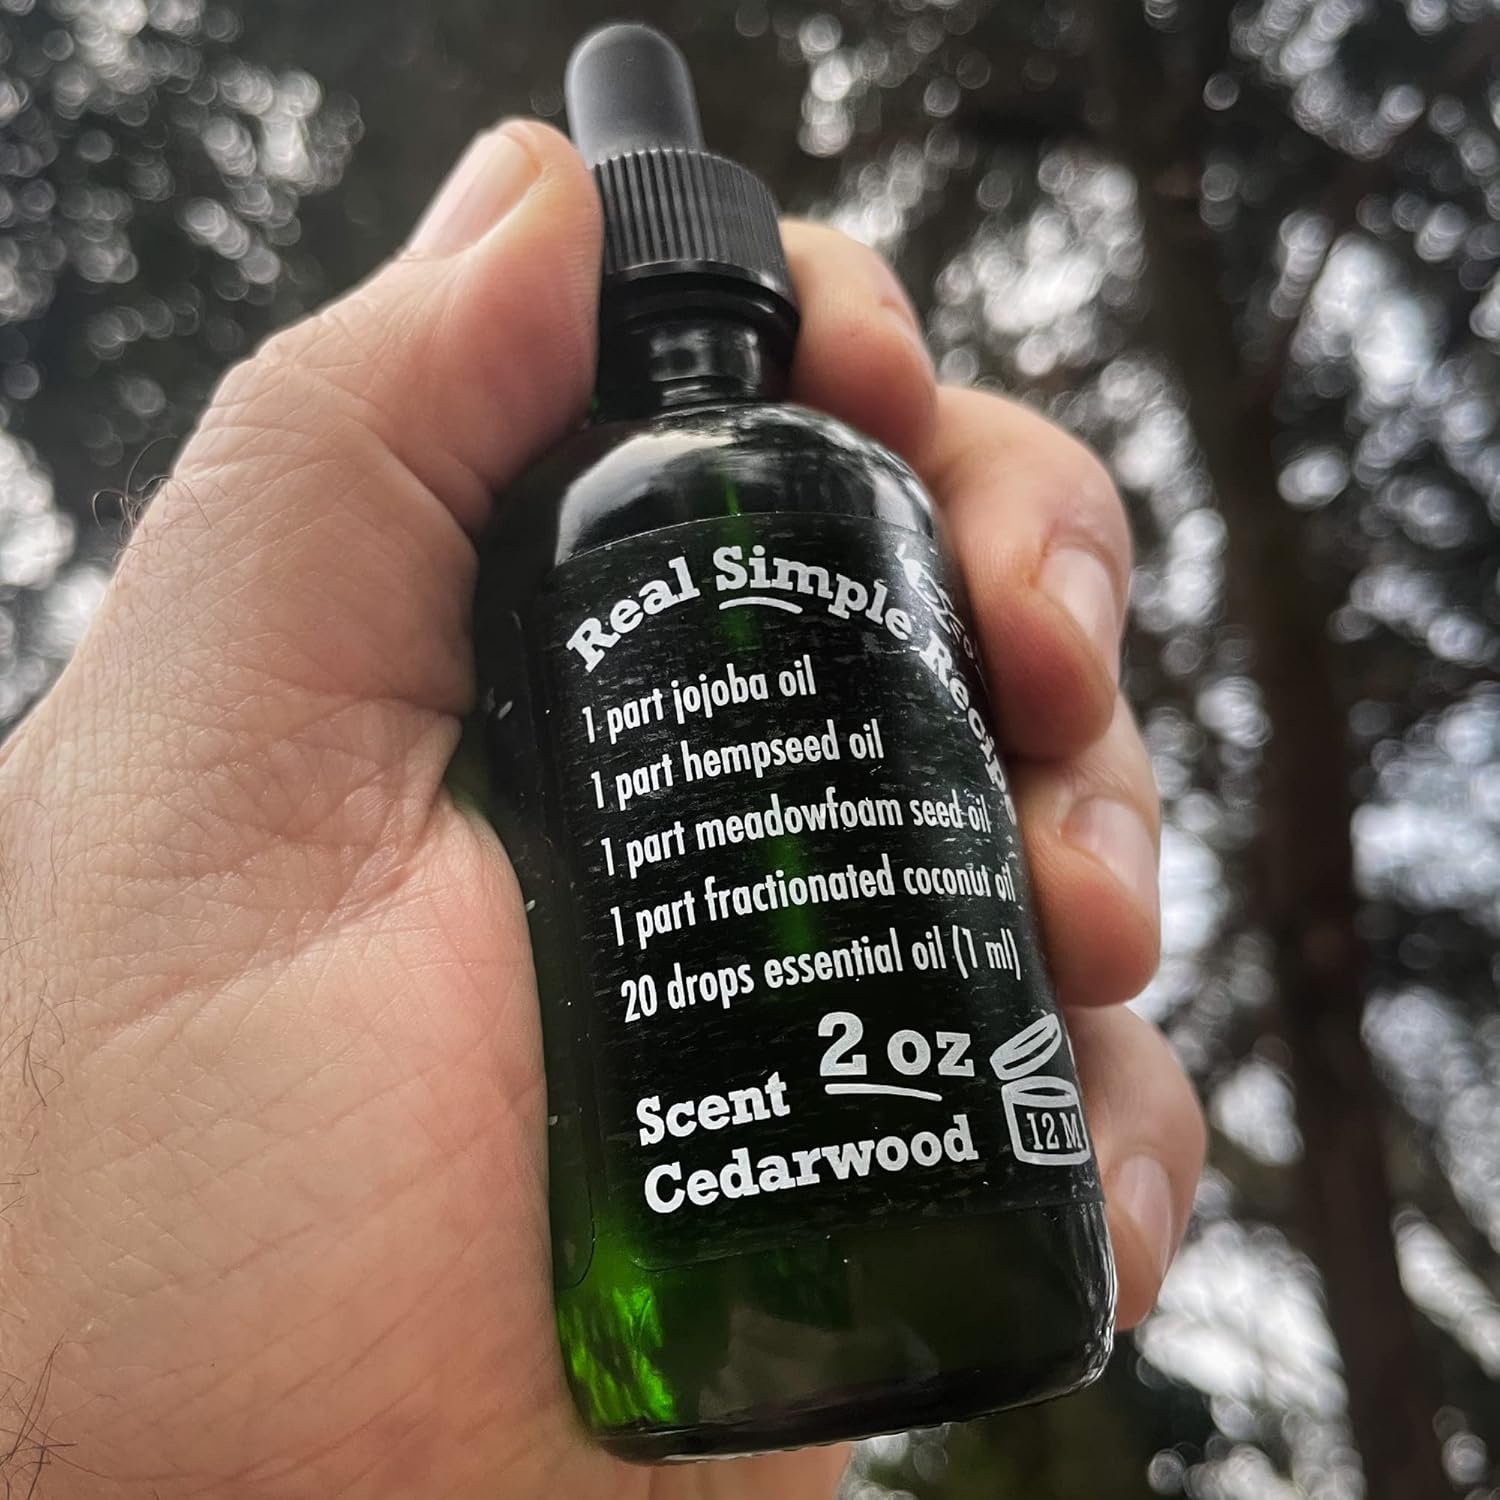 Real Simple Recipe
1 part jojoba oil
1 part hempseed oil
1 part meadowfoam seed oil
1 part fractionated coconut oil
20 drops essential oil (1 ml)
2 oz
Scent
Cedarwood
12 M